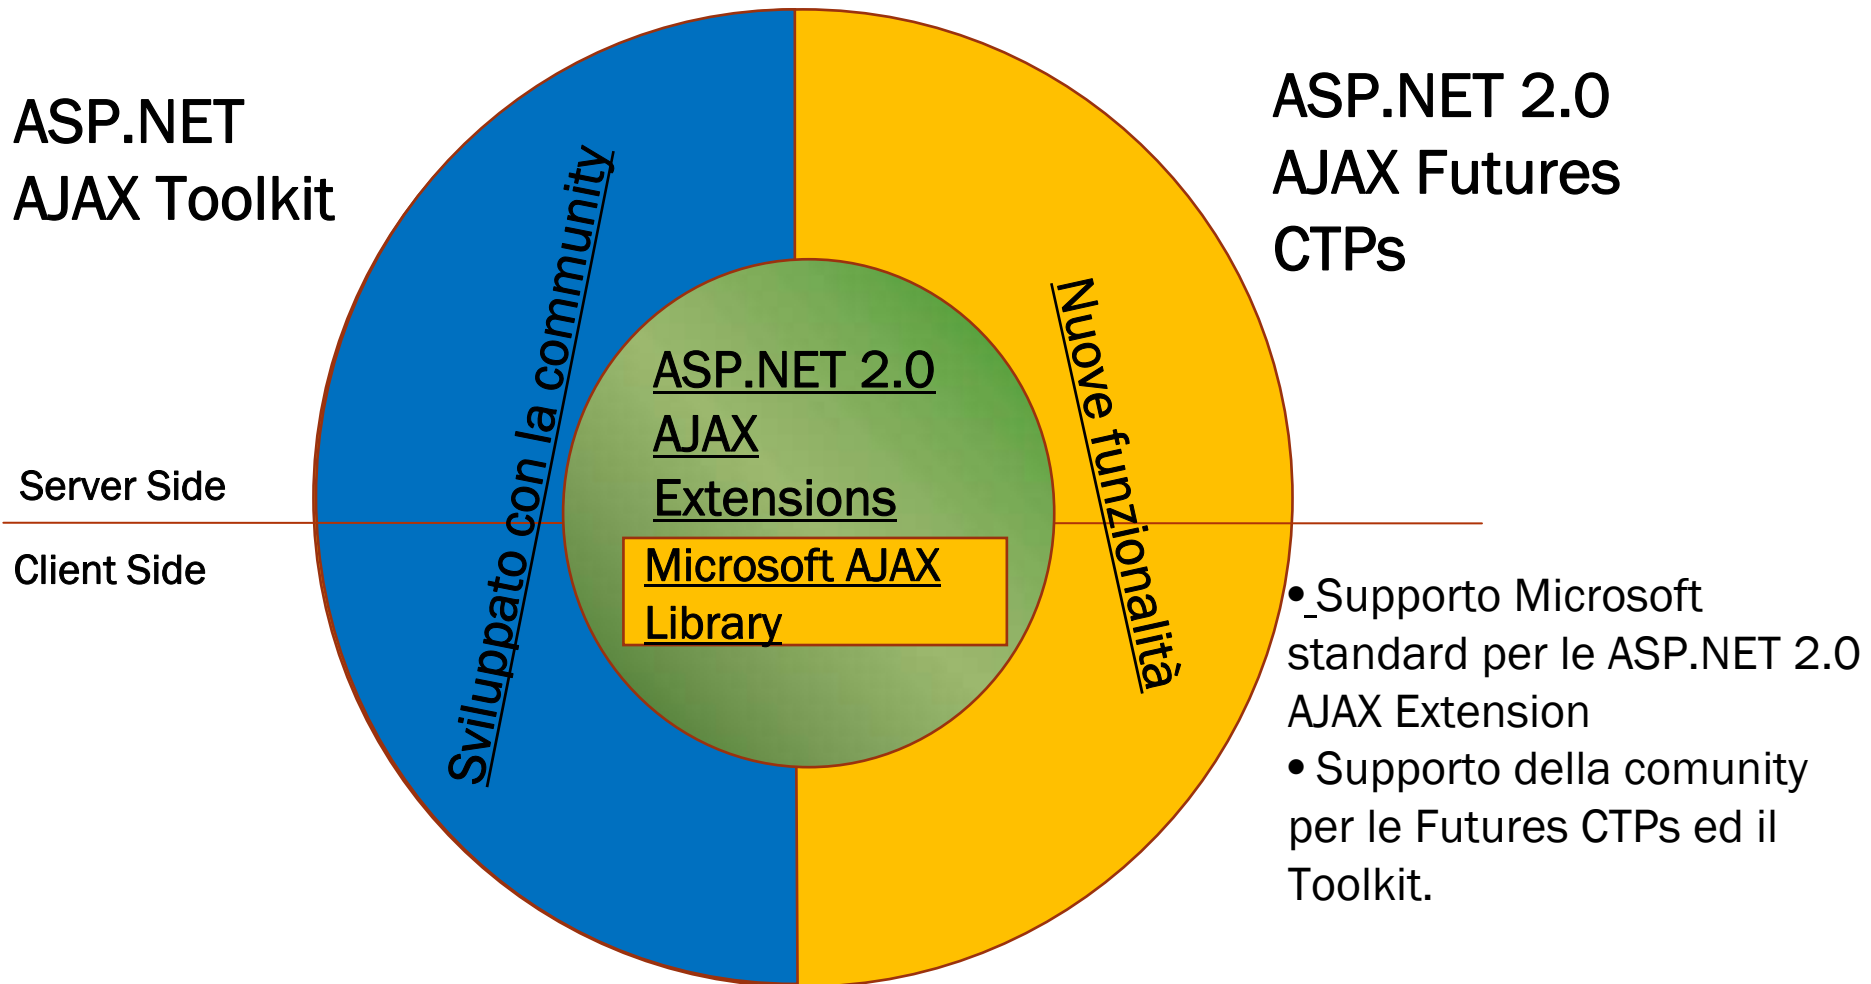 ASP.NET
AJAX Toolkit
ASP.NET 2.0
AJAX Futures
CTPs
Sviluppato con la community
Nuove funzionalità
ASP.NET 2.0
AJAX
Extensions
Microsoft AJAX
Library
Server Side
Client Side
• Supporto Microsoft
standard per le ASP.NET 2.0
AJAX Extension
• Supporto della comunity
per le Futures CTPs ed il
Toolkit.